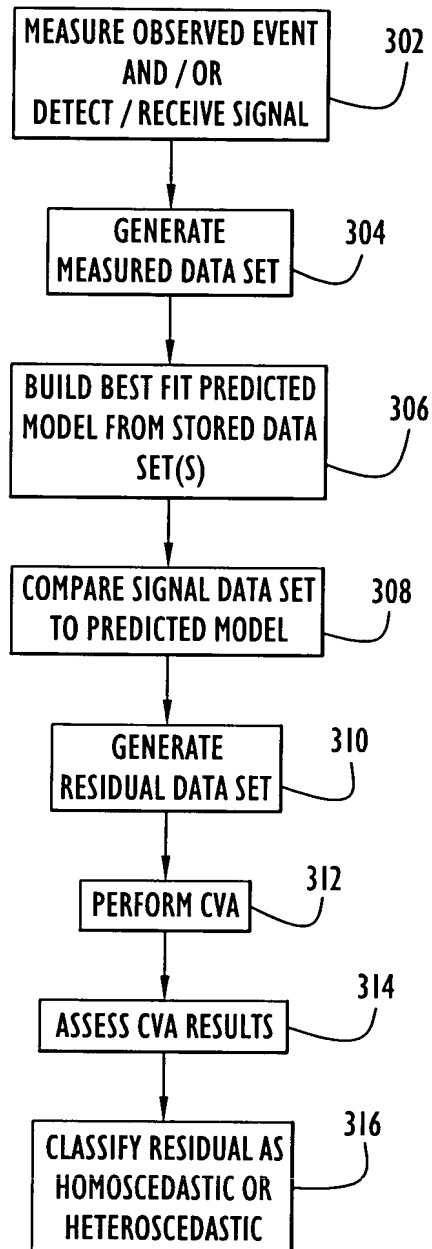 MEASURE OBSERVED EVENT
AND / OR
DETECT / RECEIVE SIGNAL
302
GENERATE
MEASURED DATA SET
304
BUILD BEST FIT PREDICTED
MODEL FROM STORED DATA
SET(S)
306
COMPARE SIGNAL DATA SET
TO PREDICTED MODEL
308
GENERATE
RESIDUAL DATA SET
310
PERFORM CVA
312
ASSESS CVA RESULTS
314
CLASSIFY RESIDUAL AS
HOMOSCEDASTIC OR
HETEROSCEDASTIC
316